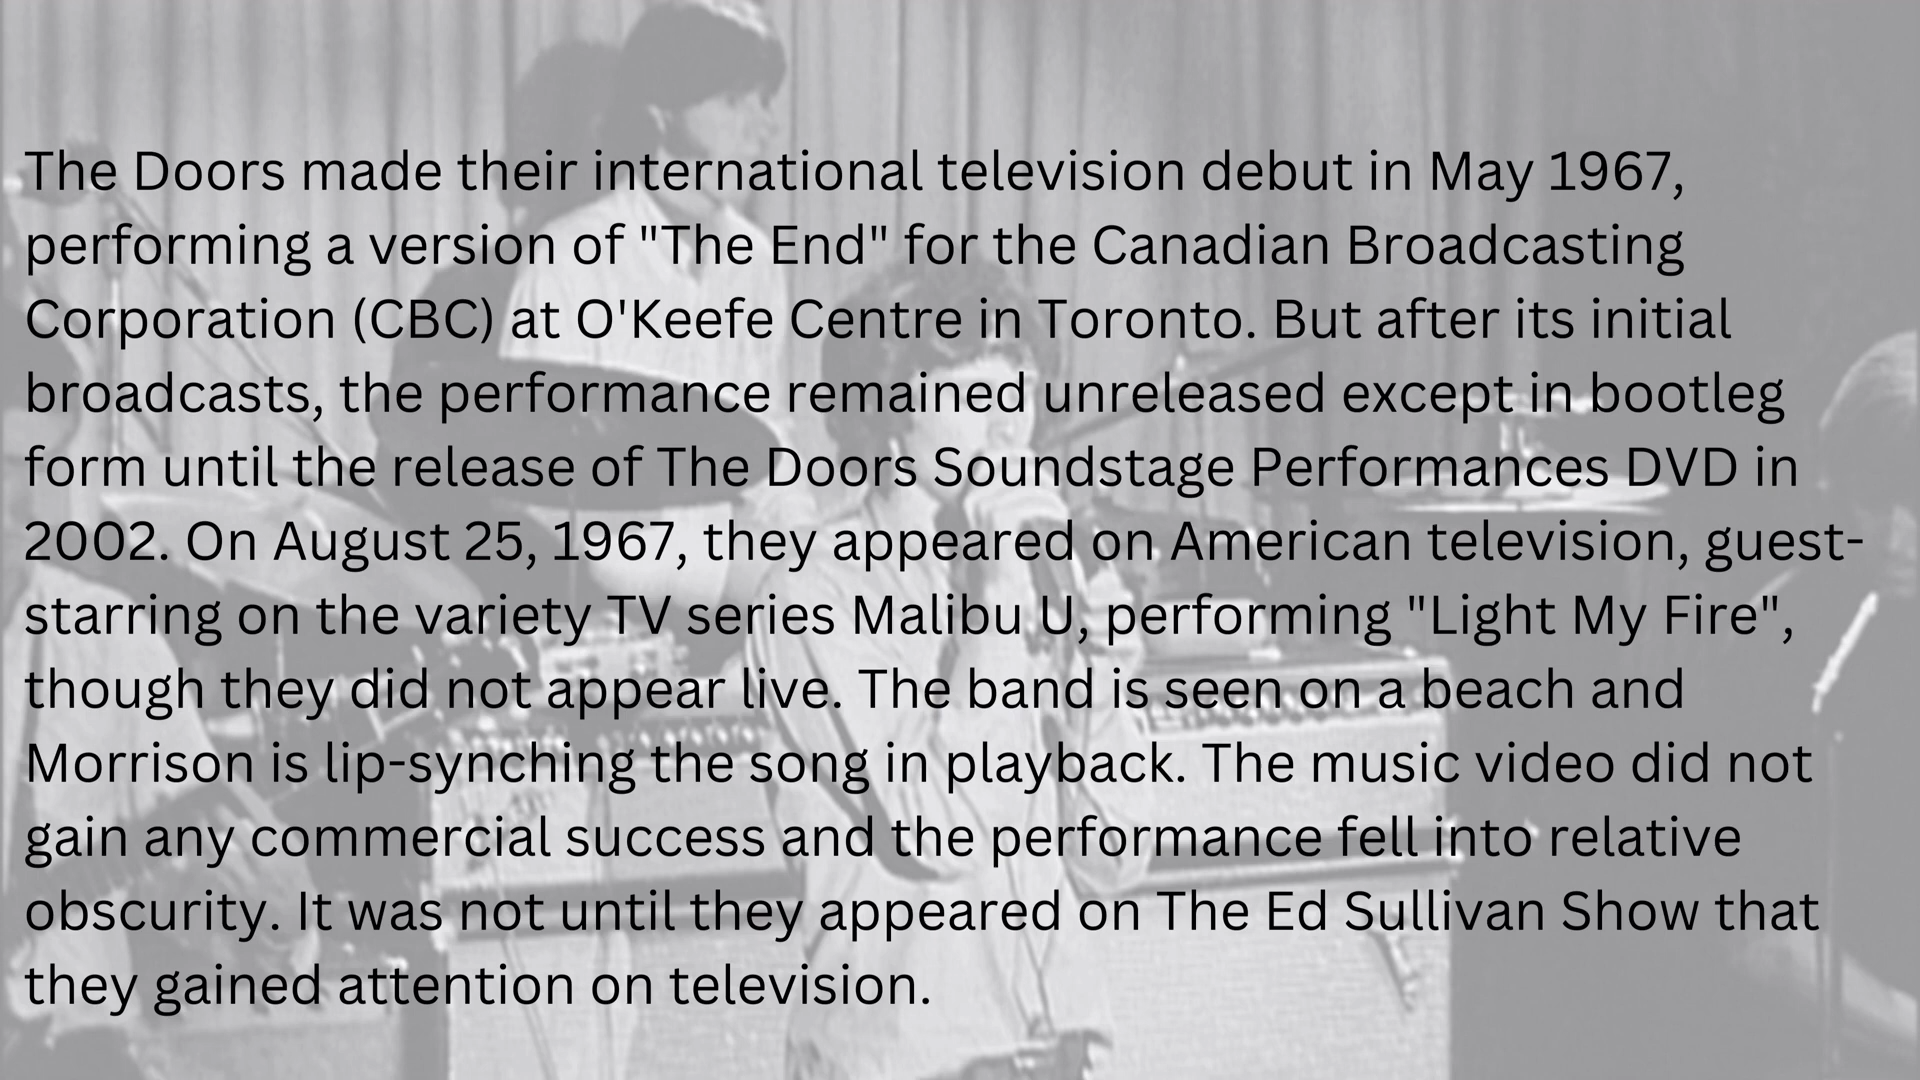 The Doors made their international television debut in May 1967,
performing a version of "The End" for the Canadian Broadcasting
Corporation (CBC) at O'Keefe Centre in Toronto. But after its initial
broadcasts, the performance remained unreleased except in bootleg
form until the release of The Doors Soundstage Performances DVD in
2002. On August 25, 1967, they appeared on American television, guest-
starring on the variety TV series Malibu U, performing "Light My Fire",
though they did not appear live. The band is seen on a beach and
Morrison is lip-synching the song in playback. The music video did not
gain any commercial success and the performance fell into relative
obscurity. It was not until they appeared on The Ed Sullivan Show that
they gained attention on television.